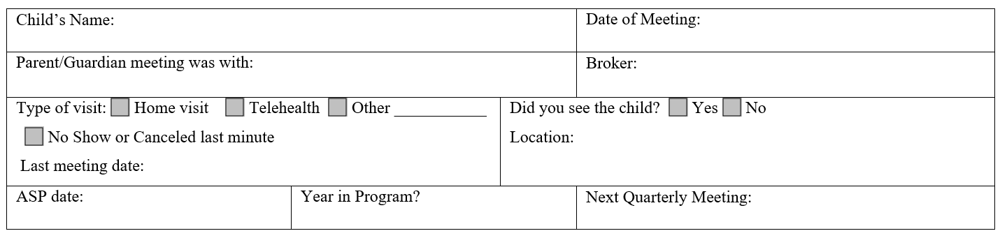 Child’s Name:
Date of Meeting:
Parent/Guardian meeting was with:
Broker:
Type of visit: Home visit Telehealth Other ___________
No Show or Canceled last minute
Last meeting date:
Did you see the child? Yes No
Location:
ASP date:
Year in Program?
Next Quarterly Meeting: